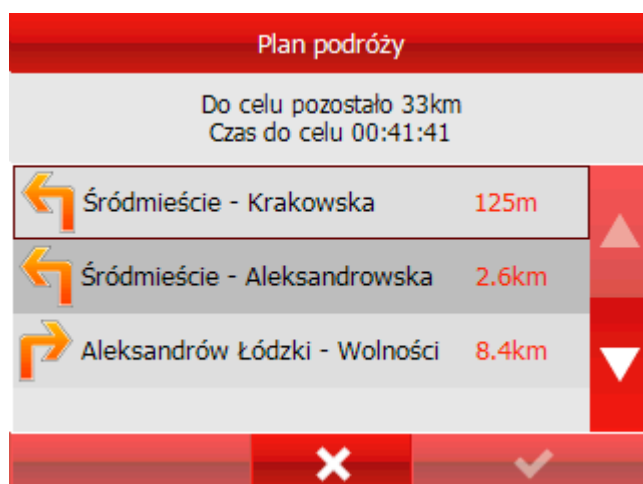 Plan podróży
Do celu pozostało 33km
Czas do celu 00:41:41
Śródmieście - Krakowska 125m
Śródmieście - Aleksandrowska 2.6km
Aleksandrów Łódzki - Wolności 8.4km